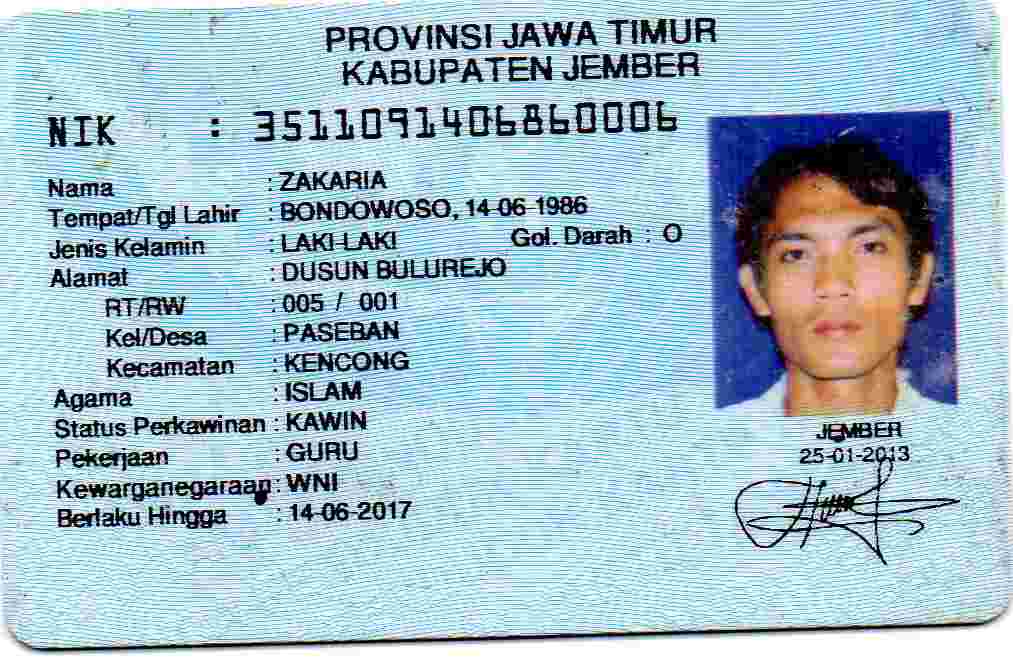 PROVINSI JAWA TIMUR
KABUPATEN JEMBER
NIK : 3511091406860006
Nama : ZAKARIA
Tempat/Tgl Lahir : BONDOWOSO, 14-06-1986
Jenis Kelamin : LAKI-LAKI Gol. Darah : O
Alamat : DUSUN BULUREJO
RT/RW : 005 / 001
Kel/Desa : PASEBAN
Kecamatan : KENCONG
Agama : ISLAM
Status Perkawinan : KAWIN
Pekerjaan : GURU
Kewarganegaraan : WNI
Berlaku Hingga : 14-06-2017
JEMBER
25-01-2013